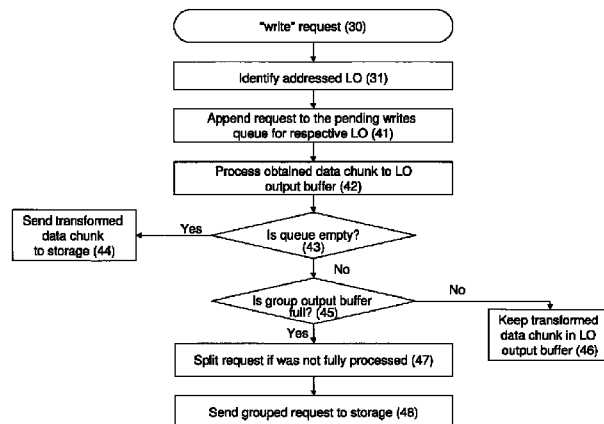 "write" request (30)
Identify addressed LO (31)
Append request to the pending writes
queue for respective LO (41)
Process obtained data chunk to LO
output buffer (42)
Send transformed
data chunk
to storage (44)
Yes
Is queue empty?
(43)
No
Is group output buffer
full? (45)
No
Yes
Keep transformed
data chunk in LO
output buffer (46)
Split request if was not fully processed (47)
Send grouped request to storage (48)